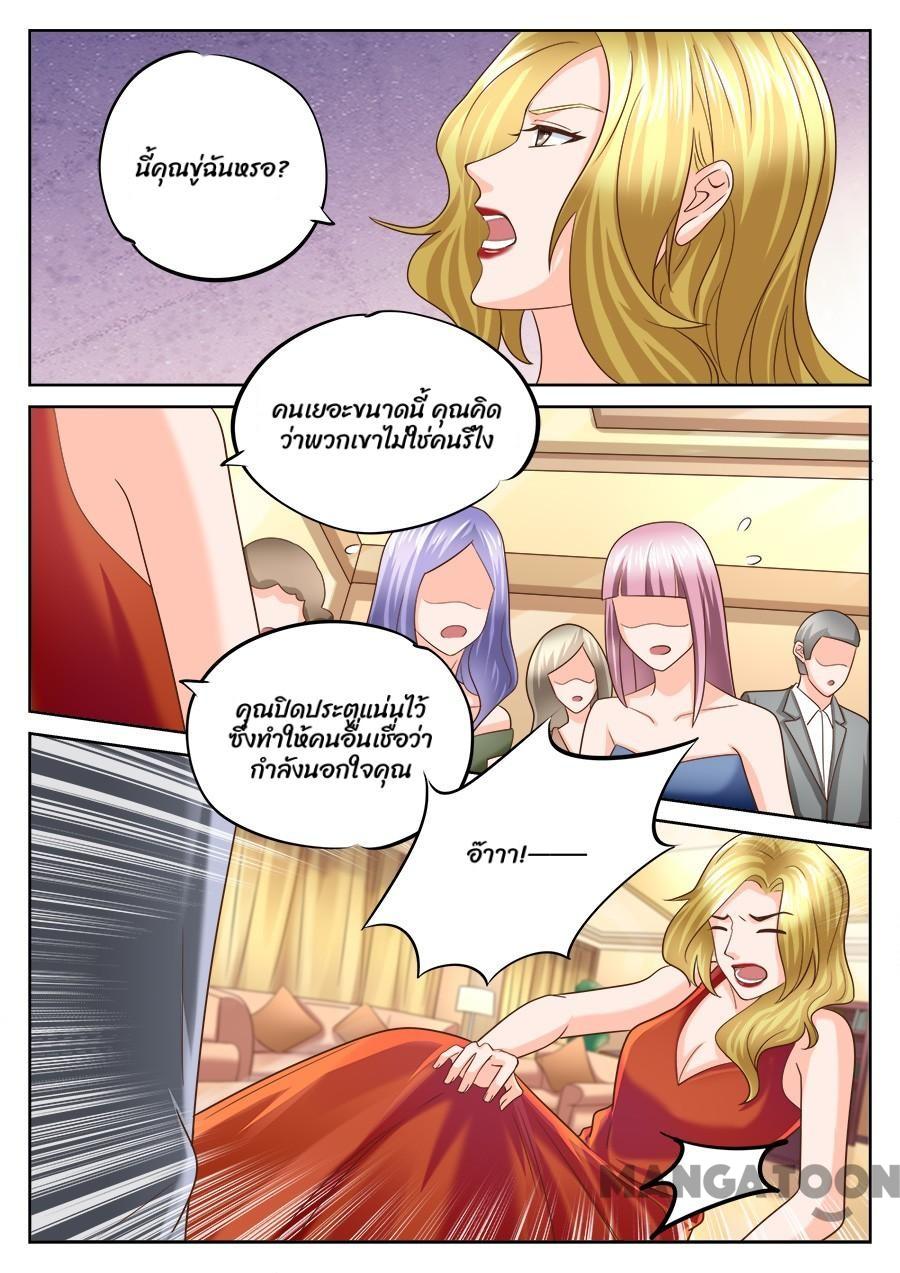 นี้คุณขู่ฉันหรอ?
คนเยอะขนาดนี้ คุณคิด
ว่าพวกเขาไม่ใช่คนรึไง
คุณปิดประตูแน่นไว้
ซึ่งทำให้คนอื่นเชื่อว่า
กำลังนอกใจคุณ
อ๊าาา!——
MANGATOON